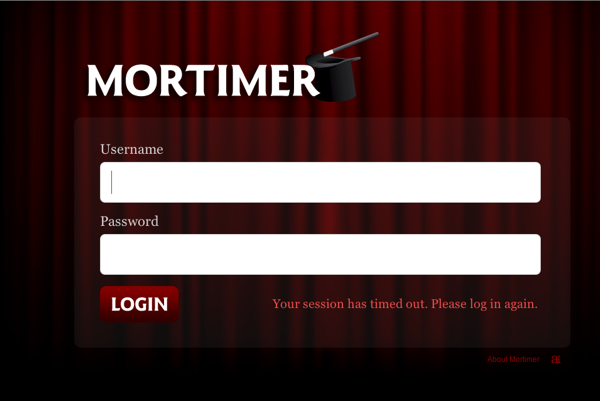 MORTIMER
Username
Password
LOGIN
Your session has timed out. Please log in again.
About Mortimer